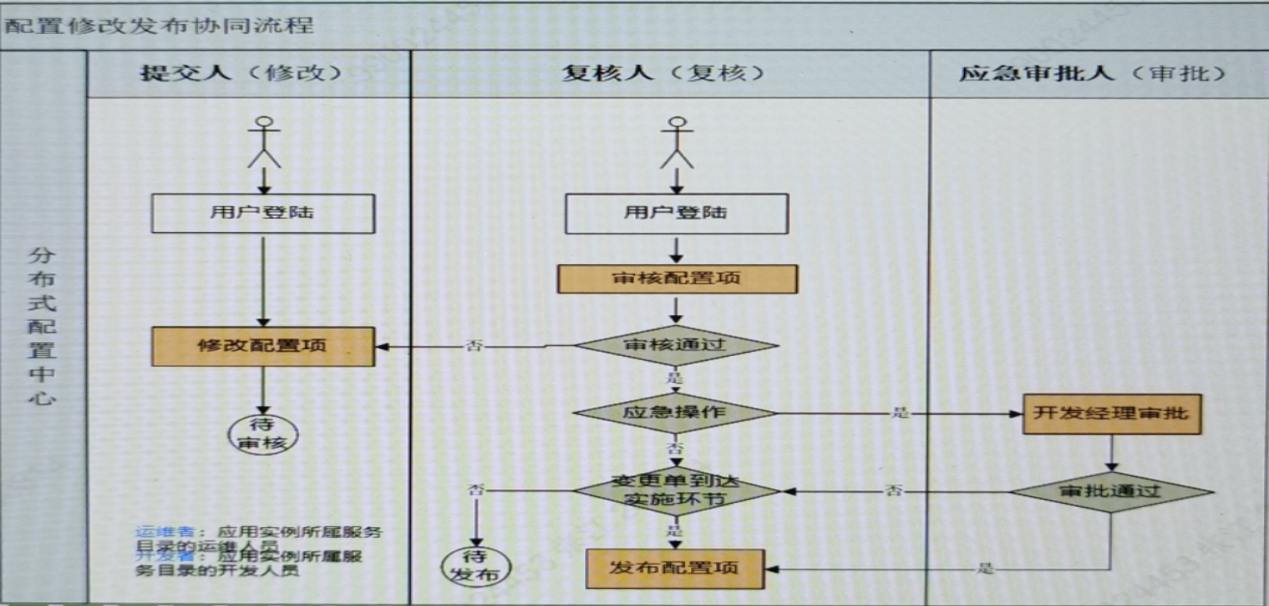 配置修改发布协同流程
提交人（修改）
复核人（复核）
应急审批人（审批）
分布式配置中心
用户登陆
用户登陆
审核配置项
修改配置项
否
审核通过
是
应急操作
是
开发经理审批
待
审核
否
变更单到达
实施环节
否
否
审批通过
是
运维者：应用实例所属服务
目录的运维人员
开发者：应用实例所属服
务目录的开发人员
待
发布
发布配置项
是